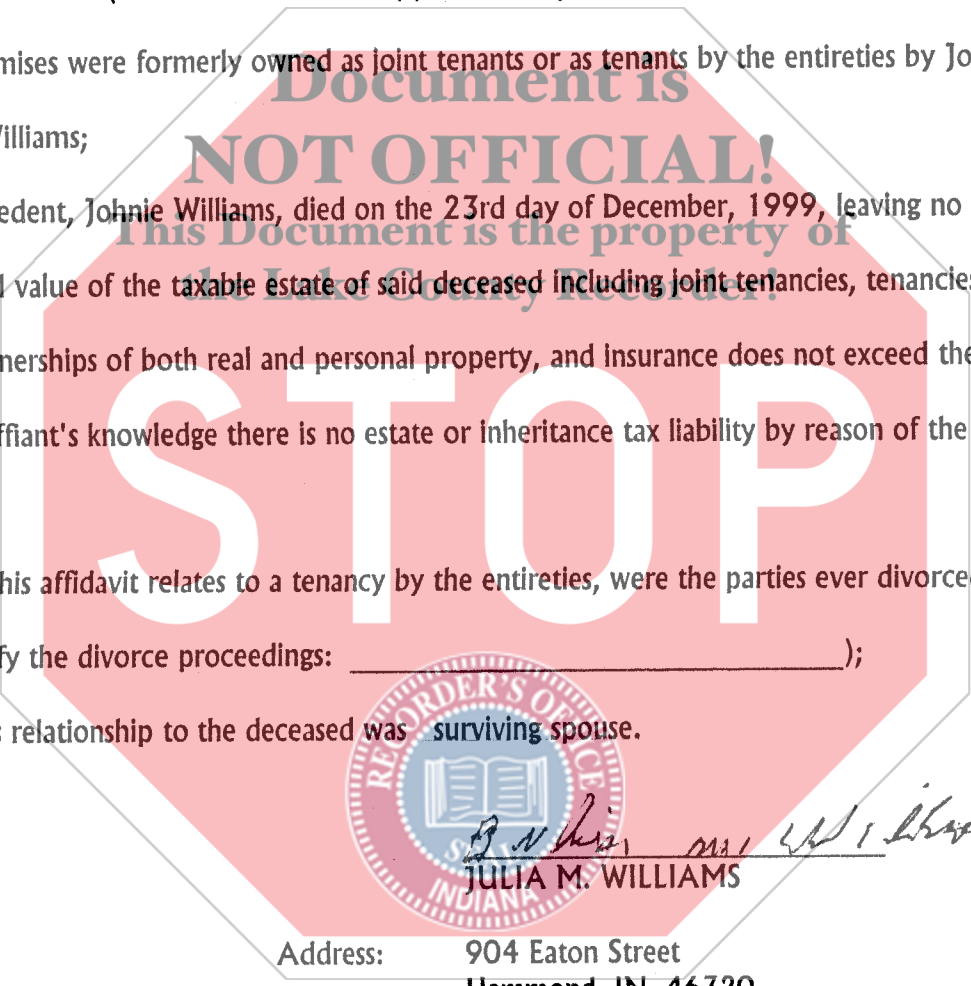 mises were formerly owned as joint tenants or as tenants by the entireties by Jo
Document is
Villiams;
NOT OFFICIAL!
edent, Johnie Williams, died on the 23rd day of December, 1999, leaving no
This Document is the property of
l value of the taxable estate of said deceased including joint tenancies, tenancie
the Lake County Recorder!
nerships of both real and personal property, and insurance does not exceed the
STOP
ffiant's knowledge there is no estate or inheritance tax liability by reason of the
his affidavit relates to a tenancy by the entireties, were the parties ever divorce
fy the divorce proceedings: );
relationship to the deceased was surviving spouse.
RECORDER'S OFFICE
SEAL
INDIANA
JULIA M. WILLIAMS
Address: 904 Eaton Street
Hammond, IN 46320